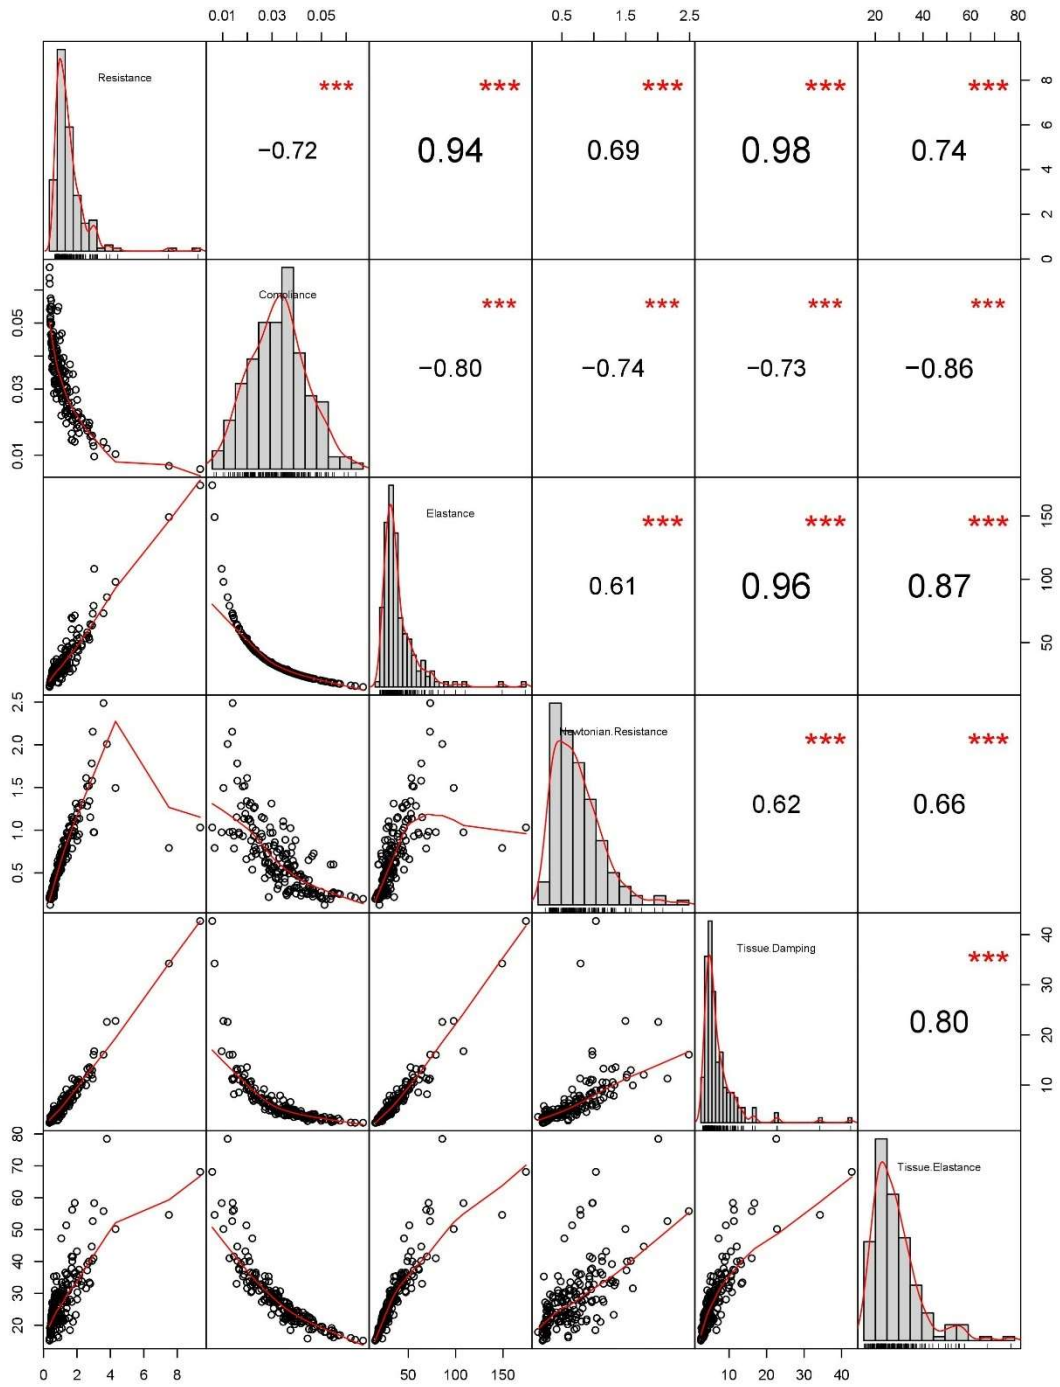 0.01 0.03 0.05 0.5 1.5 2.5 20 40 60 80
Resistance *** *** *** *** ***
−0.72 0.94 0.69 0.98 0.74
0 2 4 6 8
Compliance *** *** *** ***
−0.80 −0.74 −0.73 −0.86
0.01 0.03 0.05
Elastance *** *** ***
0.61 0.96 0.87
50 100 150
Newtonian.Resistance *** ***
0.62 0.66
0.5 1.0 1.5 2.0 2.5
Tissue.Damping ***
0.80
10 20 30 40
Tissue.Elastance
20 30 40 50 60 70 80
0 2 4 6 8 50 100 150 10 20 30 40